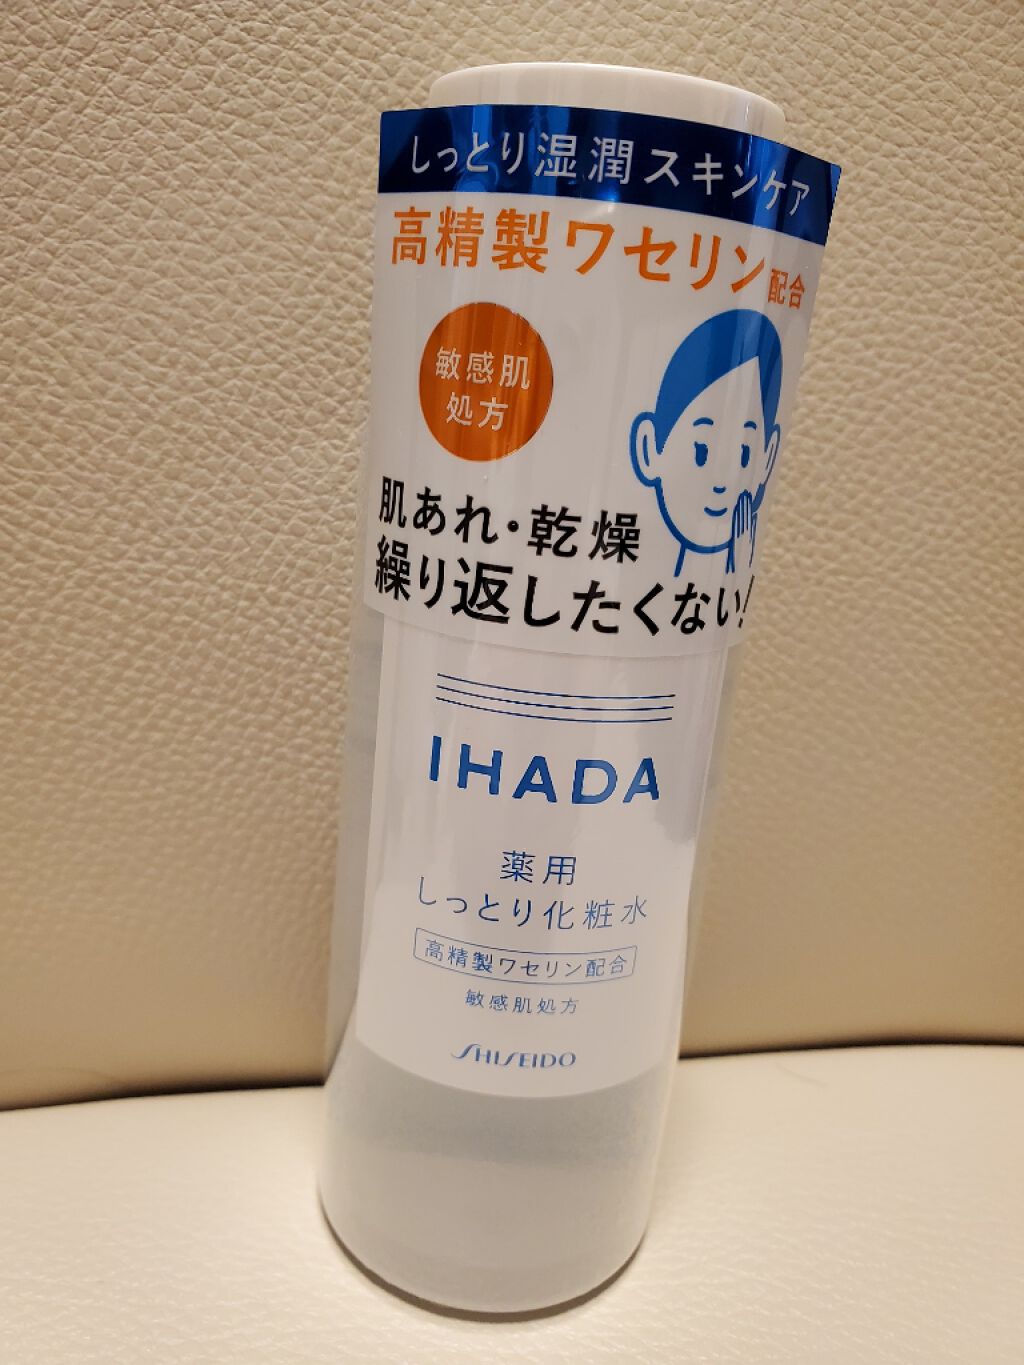 しっとり湿潤スキンケア
高精製ワセリン配合
敏感肌
処方
肌あれ・乾燥
繰り返したくない!
IHADA
薬用
しっとり化粧水
高精製ワセリン配合
敏感肌処方
SHISEIDO